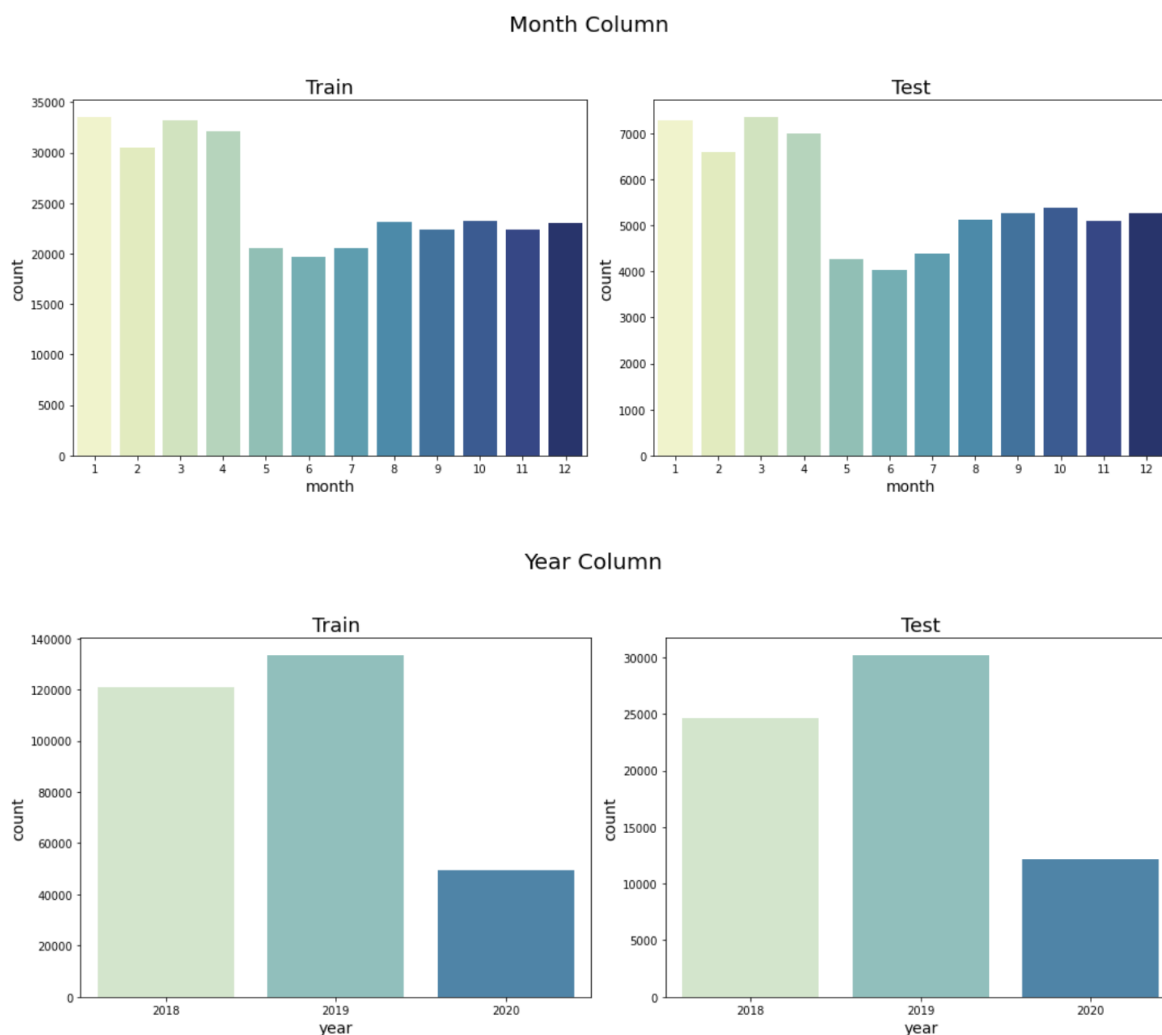 Month Column
Train
Test
35000
30000
25000
20000
15000
10000
5000
0
count
1 2 3 4 5 6 7 8 9 10 11 12
month
7000
6000
5000
4000
3000
2000
1000
0
count
1 2 3 4 5 6 7 8 9 10 11 12
month
Year Column
Train
Test
140000
120000
100000
80000
60000
40000
20000
0
count
2018 2019 2020
year
30000
25000
20000
15000
10000
5000
0
count
2018 2019 2020
year